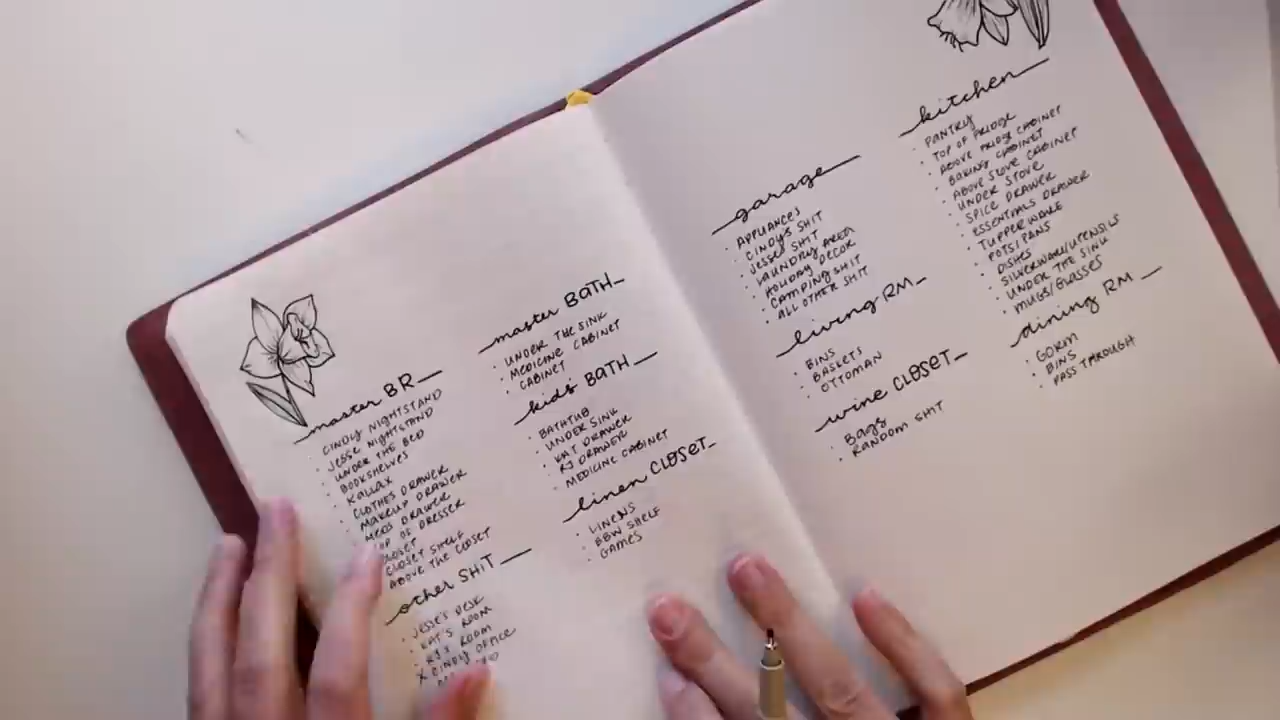 master BR
CINDY NIGHTSTAND
JESSE NIGHTSTAND
UNDER THE BED
BOOKSHELVES
KALLAX
CLOTHES DRAWER
MAKEUP DRAWER
MEDS DRAWER
OF DRESSER
CLOSET SHELF
ABOVE THE CLOSET
other SHIT
JESSE'S DESK
KAT'S ROOM
RJ'S ROOM
X CINDY OFFICE
master BATH
UNDER THE SINK
MEDICINE CABINET
CABINET
kid's BATH
BATHTUB
UNDER SINK
KAT DRAWER
RJ DRAWER
MEDICINE CABINET
linen CLOSET
LINENS
BBW SHELF
GAMES
garage
APPLIANCES
CINDY'S SHIT
JESSE'S SHIT
LAUNDRY AREA
HOLIDAY DECOR
CAMPING SHIT
ALL OTHER SHIT
living RM
BINS
BASKETS
OTTOMAN
wine CLOSET
BAGS
RANDOM SHIT
kitchen
PANTRY
TOP OF FRIDGE
ABOVE FRIDGE CABINET
BAKING CABINET
ABOVE STOVE CABINET
UNDER STOVE
SPICE DRAWER
ESSENTIALS DRAWER
TUPPERWARE
POTS/PANS
DISHES
SILVERWARE/UTENSILS
UNDER THE SINK
MUGS/GLASSES
dining RM
GORM
BINS
PASS THROUGH